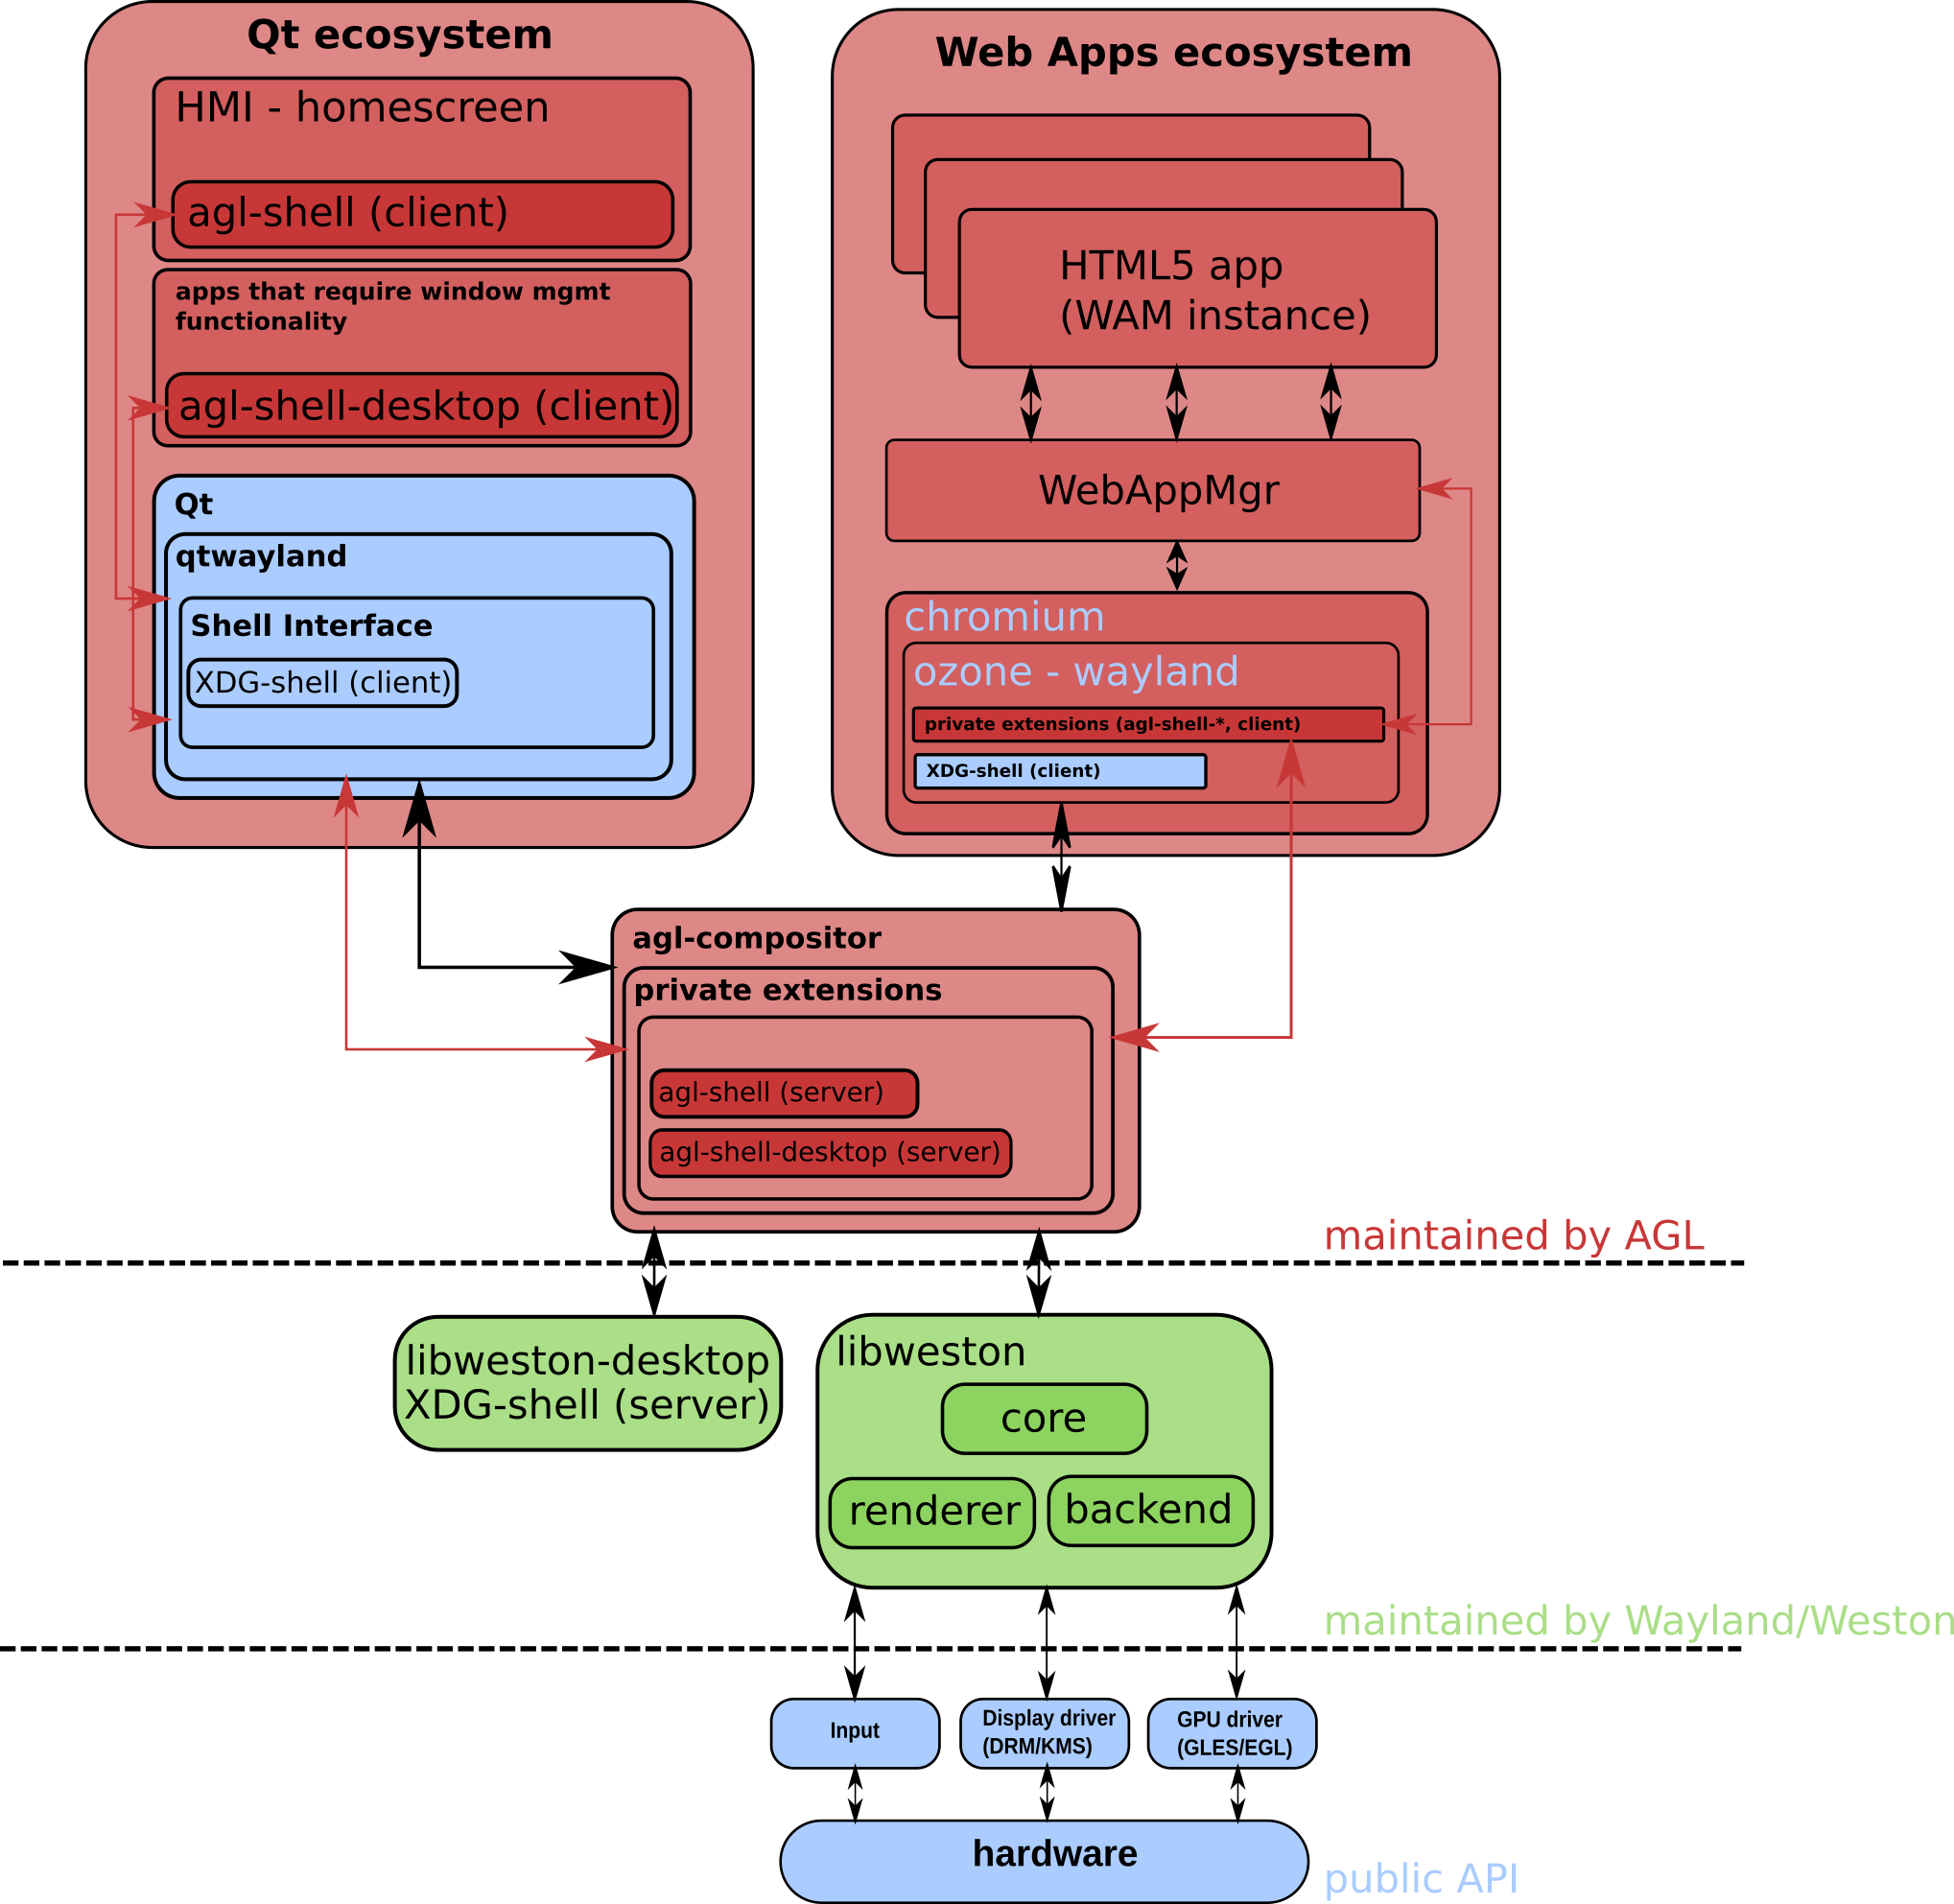 Qt ecosystem
HMI - homescreen
agl-shell (client)
apps that require window mgmt
functionality
agl-shell-desktop (client)
Qt
qtwayland
Shell Interface
XDG-shell (client)
Web Apps ecosystem
HTML5 app
(WAM instance)
WebAppMgr
chromium
ozone - wayland
private extensions (agl-shell-*, client)
XDG-shell (client)
agl-compositor
private extensions
agl-shell (server)
agl-shell-desktop (server)
maintained by AGL
libweston-desktop
XDG-shell (server)
libweston
core
renderer
backend
maintained by Wayland/Weston
Input
Display driver
(DRM/KMS)
GPU driver
(GLES/EGL)
hardware
public API